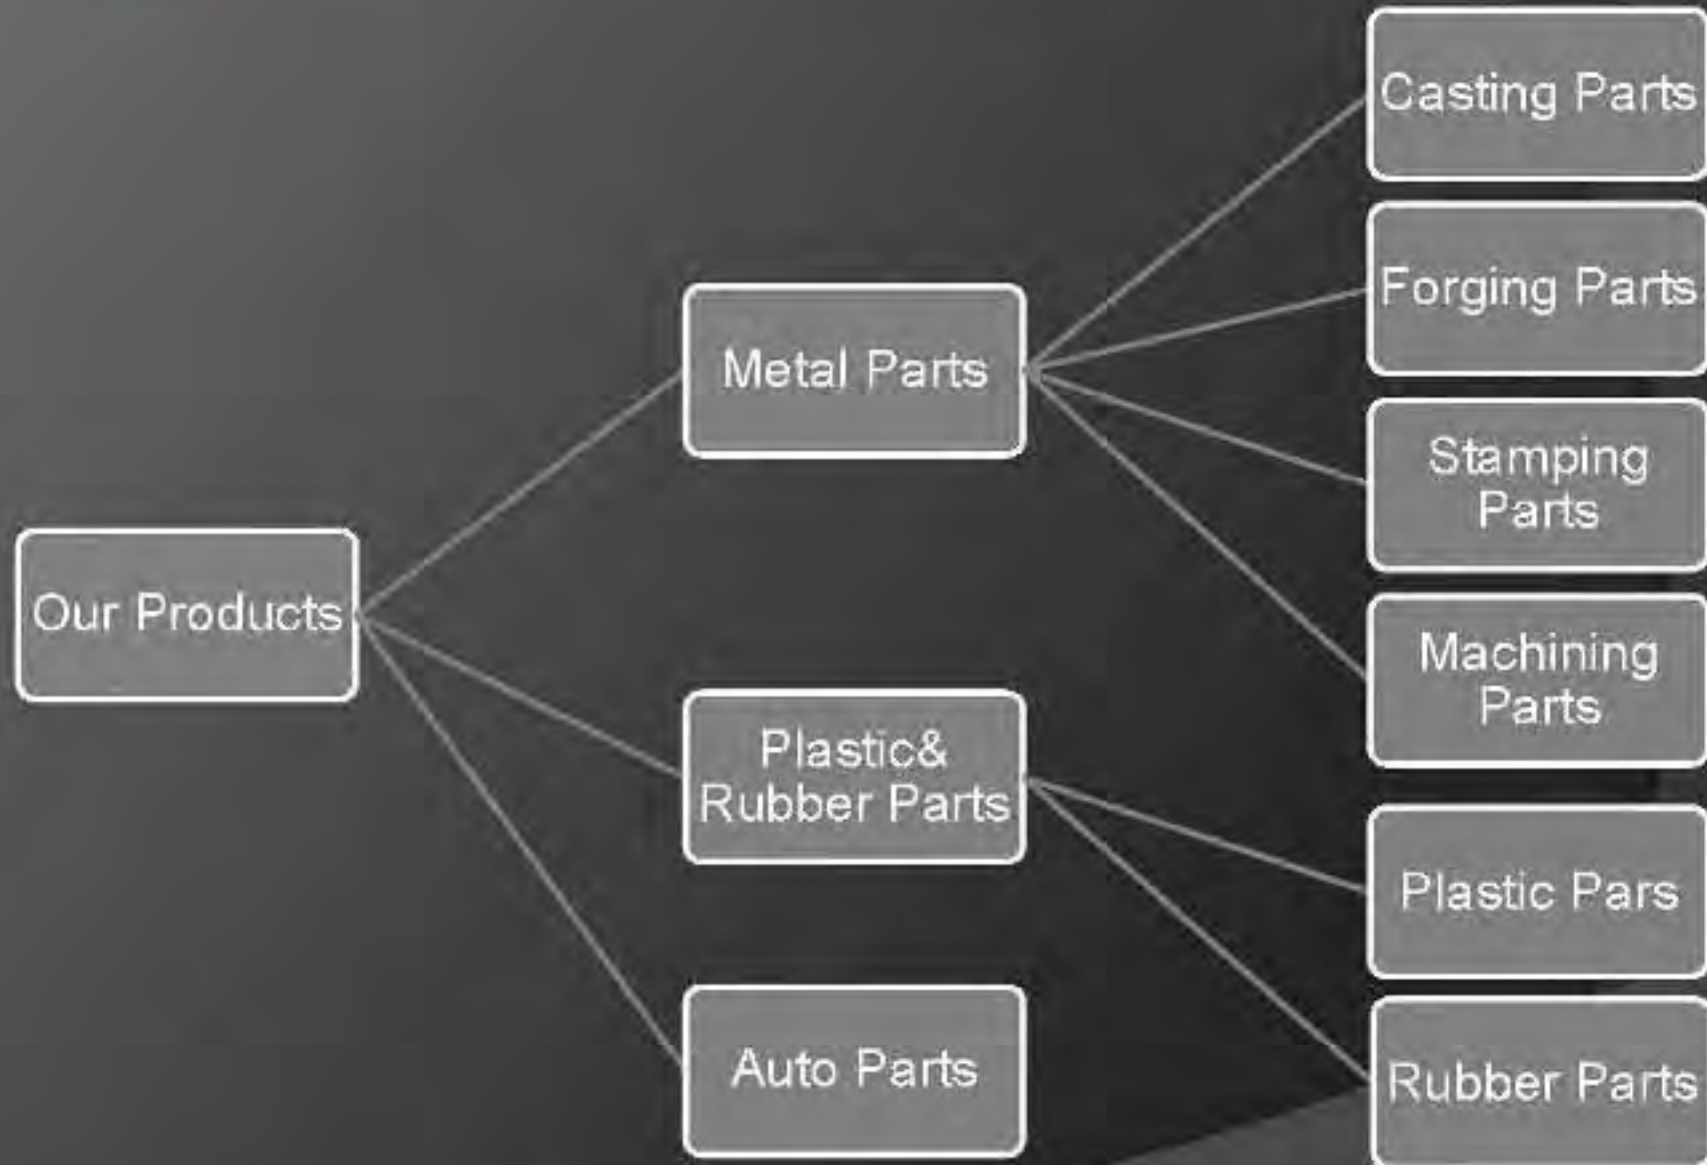 Our Products
Metal Parts
Plastic&
Rubber Parts
Auto Parts
Casting Parts
Forging Parts
Stamping
Parts
Machining
Parts
Plastic Pars
Rubber Parts